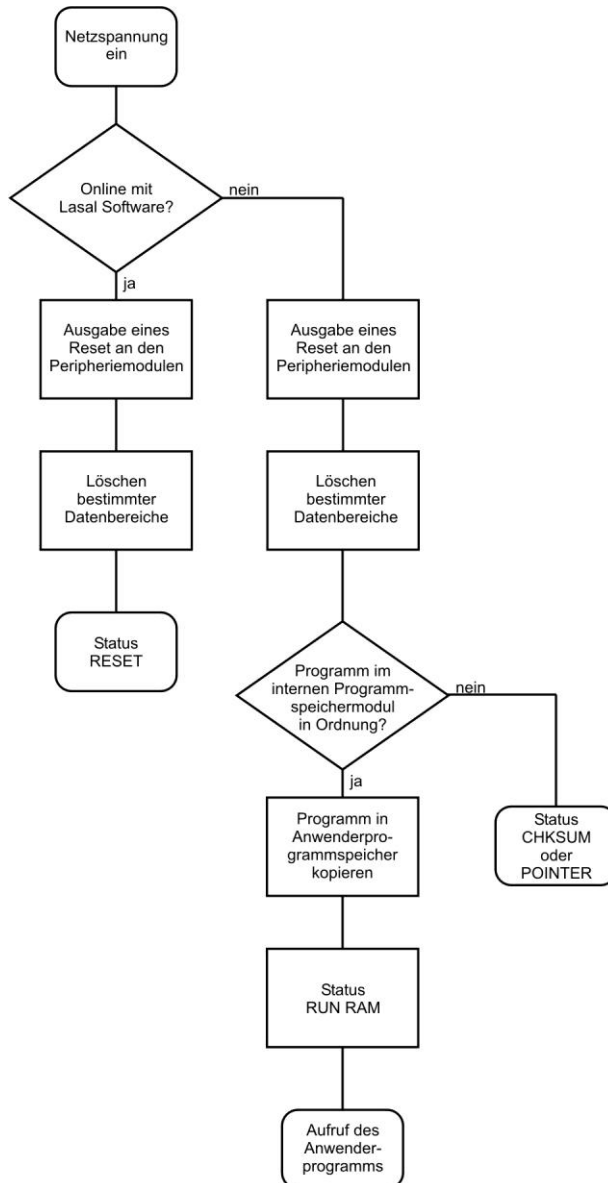 Netzspannung
ein
Online mit
Lasal Software?
nein
ja
Ausgabe eines
Reset an den
Peripheriemodulen
Ausgabe eines
Reset an den
Peripheriemodulen
Löschen
bestimmter
Datenbereiche
Löschen
bestimmter
Datenbereiche
Status
RESET
Programm im
internen Programm-
speichermodul
in Ordnung?
nein
ja
Programm in
Anwenderpro-
grammspeicher
kopieren
Status
CHKSUM
oder
POINTER
Status
RUN RAM
Aufruf des
Anwender-
programms